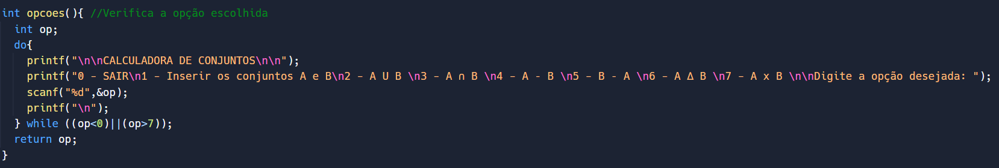 int opcoes(){ //Verifica a opção escolhida
  int op;
  do{
    printf("\n\nCALCULADORA DE CONJUNTOS\n\n");
    printf("0 - SAIR\n1 - Inserir os conjuntos A e B\n2 - A U B \n3 - A ∩ B \n4 - A - B \n5 - B - A \n6 - A Δ B \n7 - A x B \n\nDigite a opção desejada: ");
    scanf("%d",&op);
    printf("\n");
  } while ((op<0)||(op>7));
  return op;
}